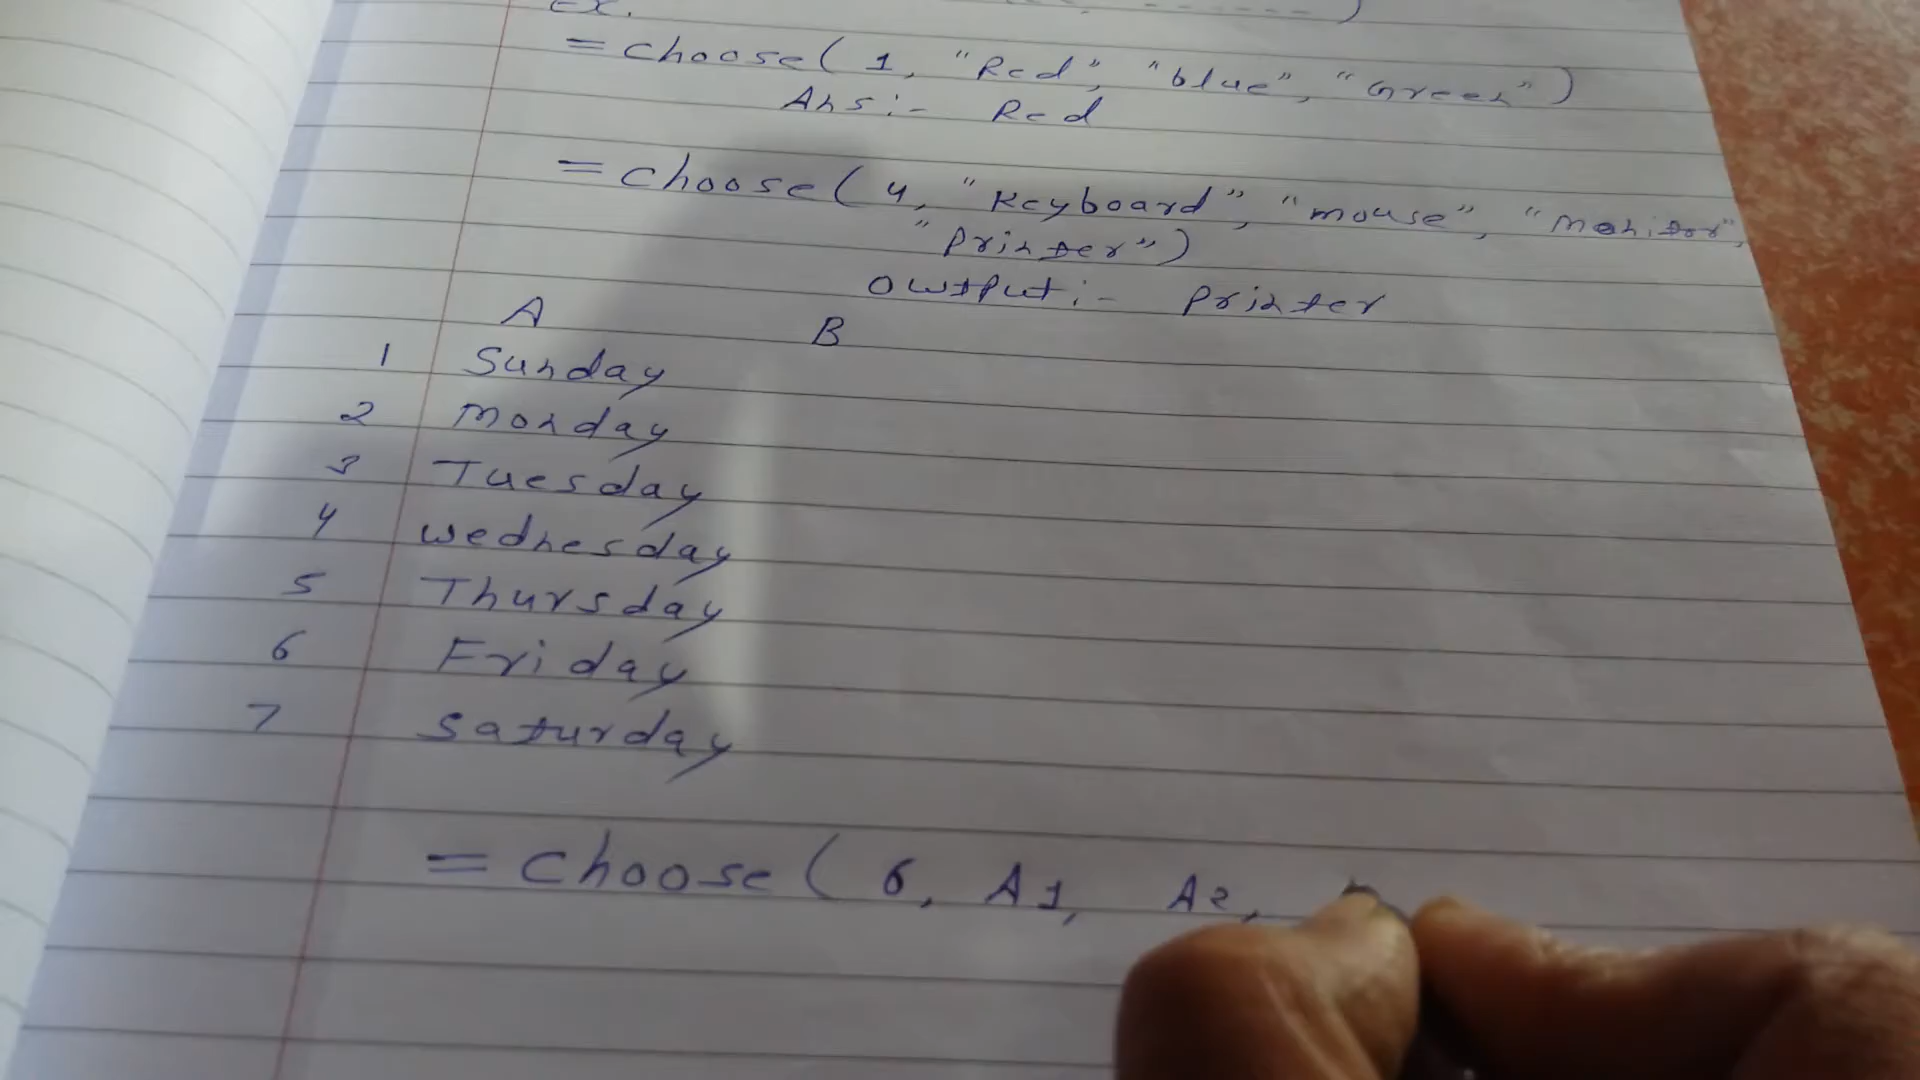 Ex.
= choose( 1, "Red", "blue", "Green")
Ans :- Red
= choose( 4, "Keyboard", "mouse", "Monitor",
"Printer")
Output :- Printer
A B
1 Sunday
2 Monday
3 Tuesday
4 Wednesday
5 Thursday
6 Friday
7 Saturday
= Choose ( 6, A1, A2,